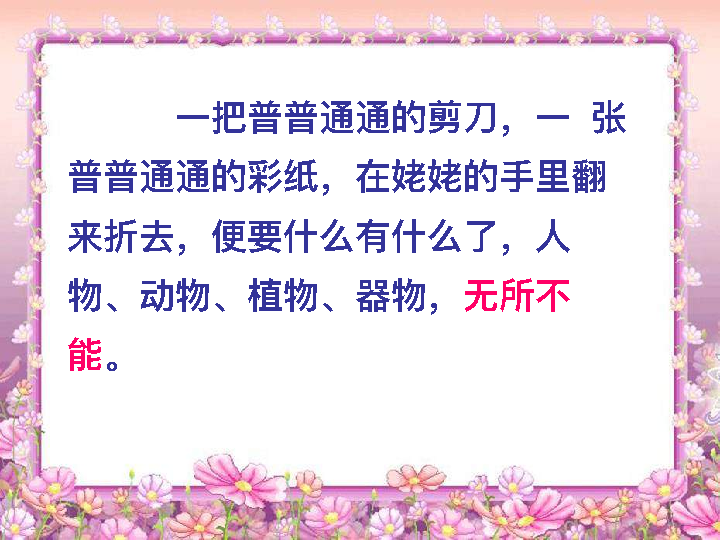 一把普普通通的剪刀，一 张
普普通通的彩纸，在姥姥的手里翻
来折去，便要什么有什么了，人
物、动物、植物、器物，无所不
能。